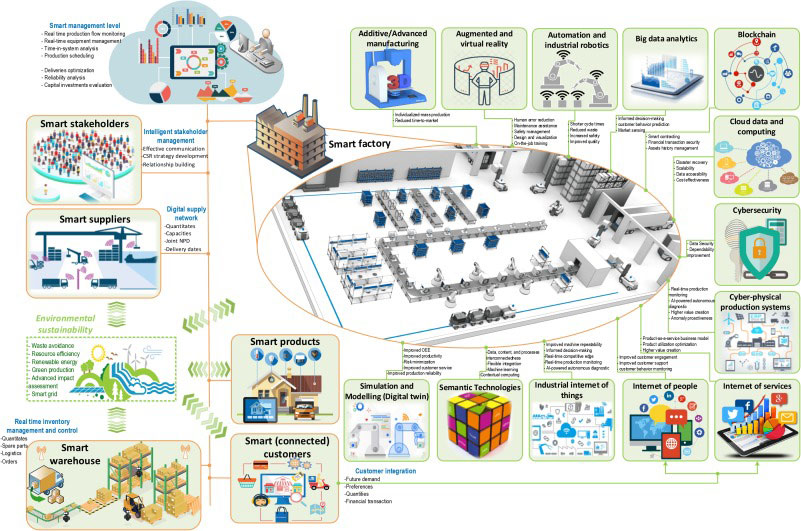 Smart management level
- Real time production flow monitoring
- Real-time equipment management
- Time-in-system analysis
- Production scheduling
- Deliveries optimization
- Reliability analysis
- Capital investments evaluation
Additive/Advanced
manufacturing
Augmented and
virtual reality
Automation and
industrial robotics
Big data analytics
Blockchain
Individualized mass production
Reduced time-to-market
Human error reduction
Maintenance assistance
Safety management
Design and visualization
On-the-job training
Shorter cycle times
Reduced waste
Increased safety
Improved quality
Informed decision-making
customer behavior prediction
Market sensing
Smart contracting
Financial transaction security
Assets history management
Smart stakeholders
Intelligent stakeholder
management
-Effective communication
-CSR strategy development
-Relationship building
Smart factory
Cloud data and
computing
Disaster recovery
Scalability
Data accessibility
Cost effectiveness
Smart suppliers
Digital supply
network
- Quantitates
- Capacities
- Joint NPD
- Delivery dates
Cybersecurity
Data Security
Dependability
improvement
Environmental
sustainability
- Waste avoidance
- Resource efficiency
- Renewable energy
- Green production
- Advanced impact
assessment
- Smart grid
Cyber-physical
production systems
- Real-time production
monitoring
- AI-powered autonomous
diagnostic
- Higher value creation
- Anomaly proactiveness
Smart products
Improved OEE
Improved productivity
Risk minimization
Improved customer service
Improved production reliability
-Data, content, and processes
interconnectedness
-Flexible integration
-Machine learning
-Contextual computing
Improved machine repeatability
Informed decision-making
Real-time competitive edge
Real-time production monitoring
AI-powered autonomous diagnostic
Product-as-a-service business model
Product utilization optimization
Higher value creation
Improved customer engagement
Improved customer support
customer behavior monitoring
Simulation and
Modelling (Digital twin)
Semantic Technologies
Industrial internet of
things
Internet of people
Internet of services
Real time inventory
management and control
-Quantitates
-Spare parts
-Logistics
-Orders
Smart
warehouse
Smart (connected)
customers
Customer integration
-Future demand
-Preferences
-Quantities
-Financial transaction